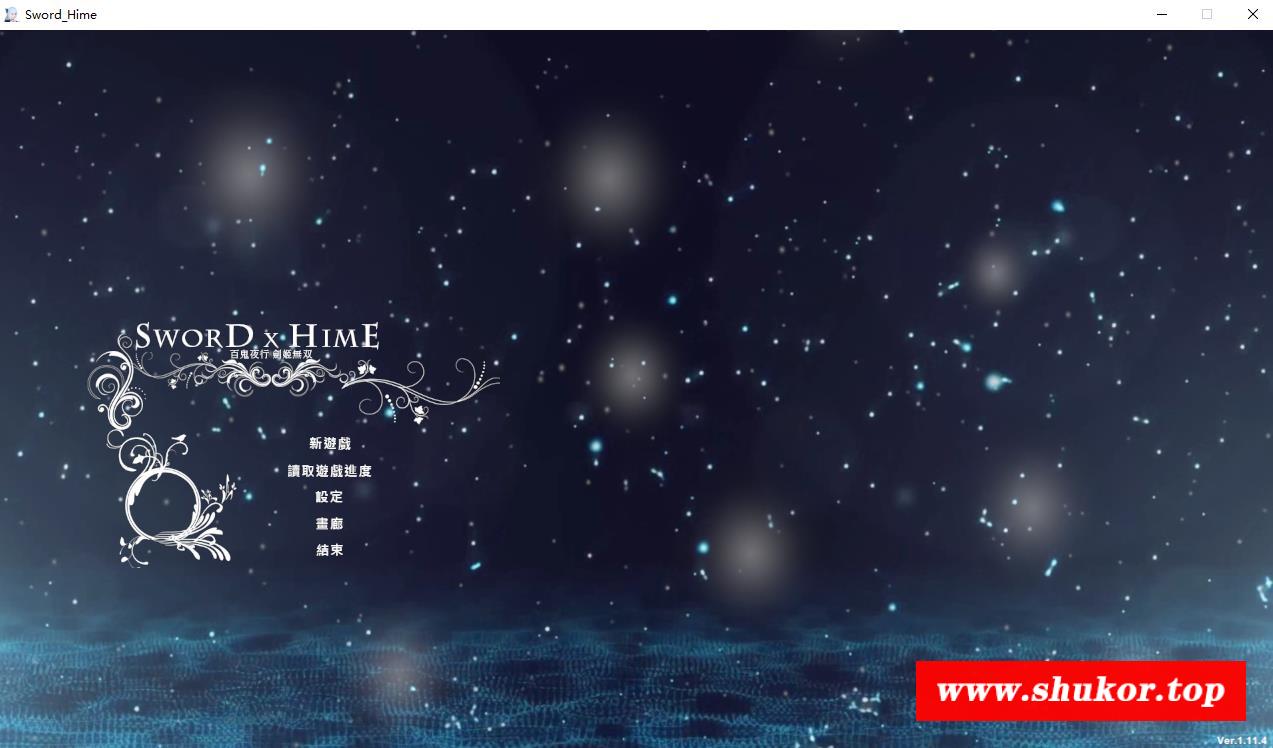 Sword_Hime
SWORD X HIME
百鬼夜行 劍姬無双
新遊戲
讀取遊戲進度
設定
畫廊
結束
www.shukor.top
Ver.1.11.4